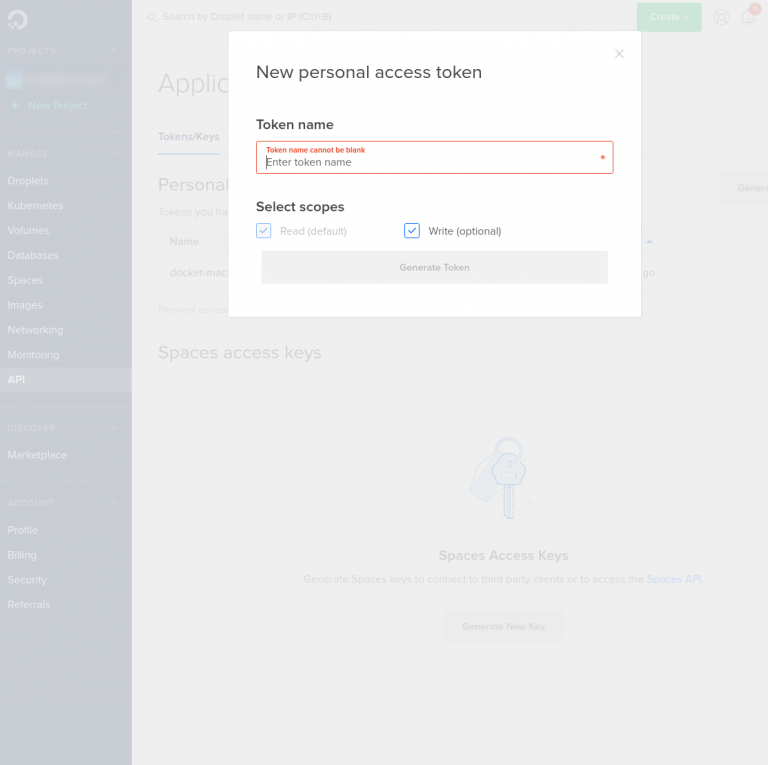 Search by Droplet name or IP (Ctrl+B)
Create
PROJECTS
+ New Project
MANAGE
Droplets
Kubernetes
Volumes
Databases
Spaces
Images
Networking
Monitoring
API
DISCOVER
Marketplace
ACCOUNT
Profile
Billing
Security
Referrals
Applic
Tokens/Keys
Personal
Genera
Tokens you ha
Name
docker-mac
go
Personal access
New personal access token
Token name
Token name cannot be blank
Enter token name
*
Select scopes
Read (default)
Write (optional)
Generate Token
Spaces access keys
Spaces Access Keys
Generate Spaces keys to connect to third party clients or to access the Spaces API.
Generate New Key